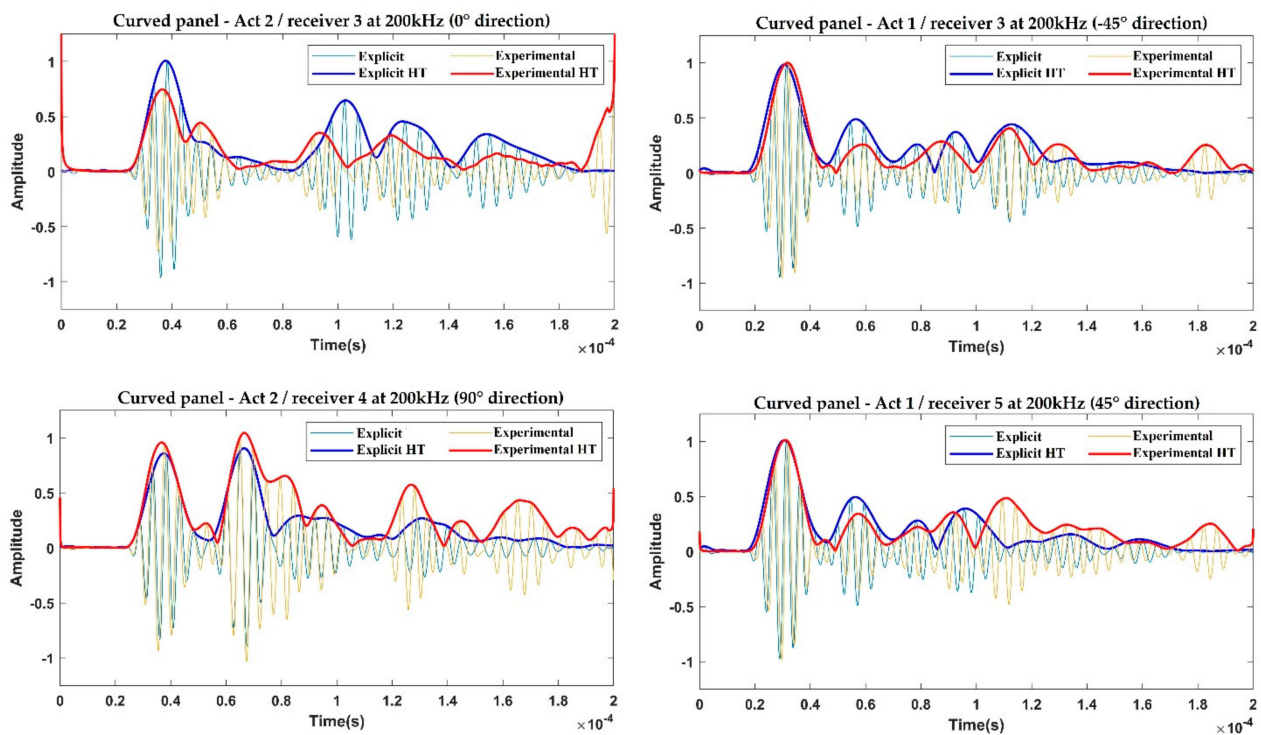 Curved panel - Act 2 / receiver 3 at 200kHz (0° direction)
Explicit
Experimental
Explicit HT
Experimental HT
Amplitude
1
0.5
0
-0.5
-1
0 0.2 0.4 0.6 0.8 1 1.2 1.4 1.6 1.8 2
Time(s)
×10-4
Curved panel - Act 1 / receiver 3 at 200kHz (-45° direction)
Explicit
Experimental
Explicit HT
Experimental HT
Amplitude
1
0.5
0
-0.5
-1
0 0.2 0.4 0.6 0.8 1 1.2 1.4 1.6 1.8 2
Time(s)
×10-4
Curved panel - Act 2 / receiver 4 at 200kHz (90° direction)
Explicit
Experimental
Explicit HT
Experimental HT
Amplitude
1
0.5
0
-0.5
-1
0 0.2 0.4 0.6 0.8 1 1.2 1.4 1.6 1.8 2
Time(s)
×10-4
Curved panel - Act 1 / receiver 5 at 200kHz (45° direction)
Explicit
Experimental
Explicit HT
Experimental HT
Amplitude
1
0.5
0
-0.5
-1
0 0.2 0.4 0.6 0.8 1 1.2 1.4 1.6 1.8 2
Time(s)
×10-4